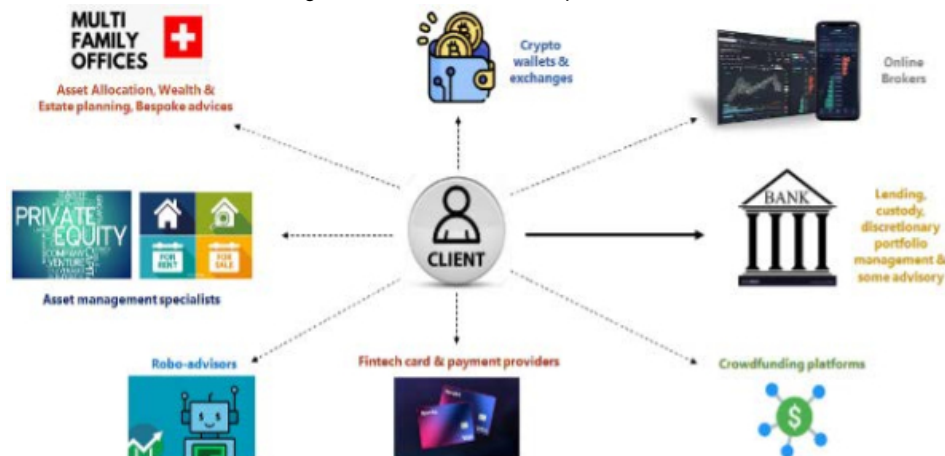 MULTI
FAMILY
OFFICES
Asset Allocation, Wealth &
Estate planning, Bespoke advices
Crypto
wallets &
exchanges
Online
Brokers
PRIVATE
EQUITY
COMPANY
VENTURE
FOR
RENT
FOR
SALE
Asset management specialists
CLIENT
BANK
Lending,
custody,
discretionary
portfolio
management &
some advisory
Robo-advisors
Fintech card & payment providers
Crowdfunding platforms